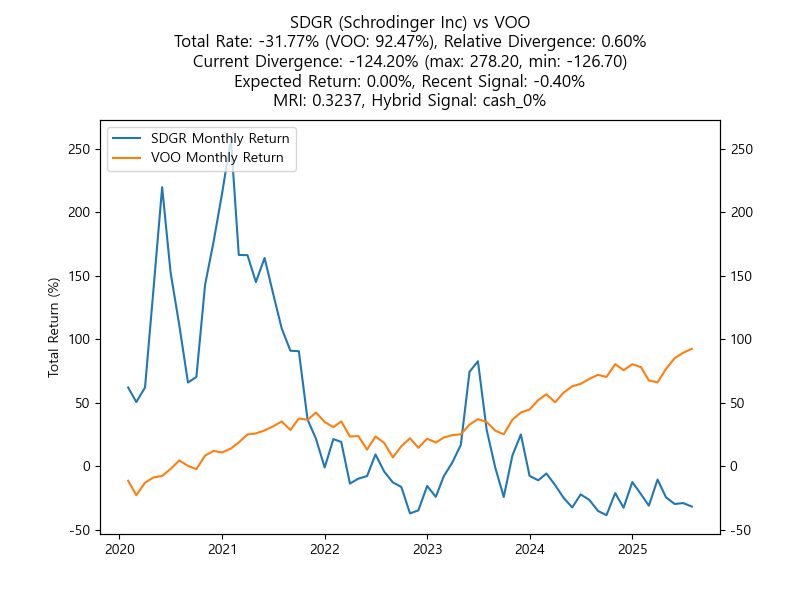 SDGR (Schrodinger Inc) vs VOO
Total Rate: -31.77% (VOO: 92.47%), Relative Divergence: 0.60%
Current Divergence: -124.20% (max: 278.20, min: -126.70)
Expected Return: 0.00%, Recent Signal: -0.40%
MRI: 0.3237, Hybrid Signal: cash_0%
SDGR Monthly Return
VOO Monthly Return
Total Return (%)
250
200
150
100
50
0
-50
250
200
150
100
50
0
-50
2020
2021
2022
2023
2024
2025